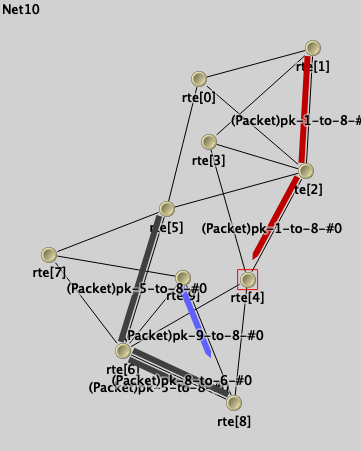 Net10
rte[1]
rte[0]
(Packet)pk-1-to-8-#
rte[3]
te[2]
rte[5]
(Packet)pk-1-to-8-#0
rte[7]
(Packet)pk-5-to-8-#0
rte[4]
(Packet)pk-9-to-8-#0
rte[6]
(Packet)pk-8-to-6-#0
rte[8]